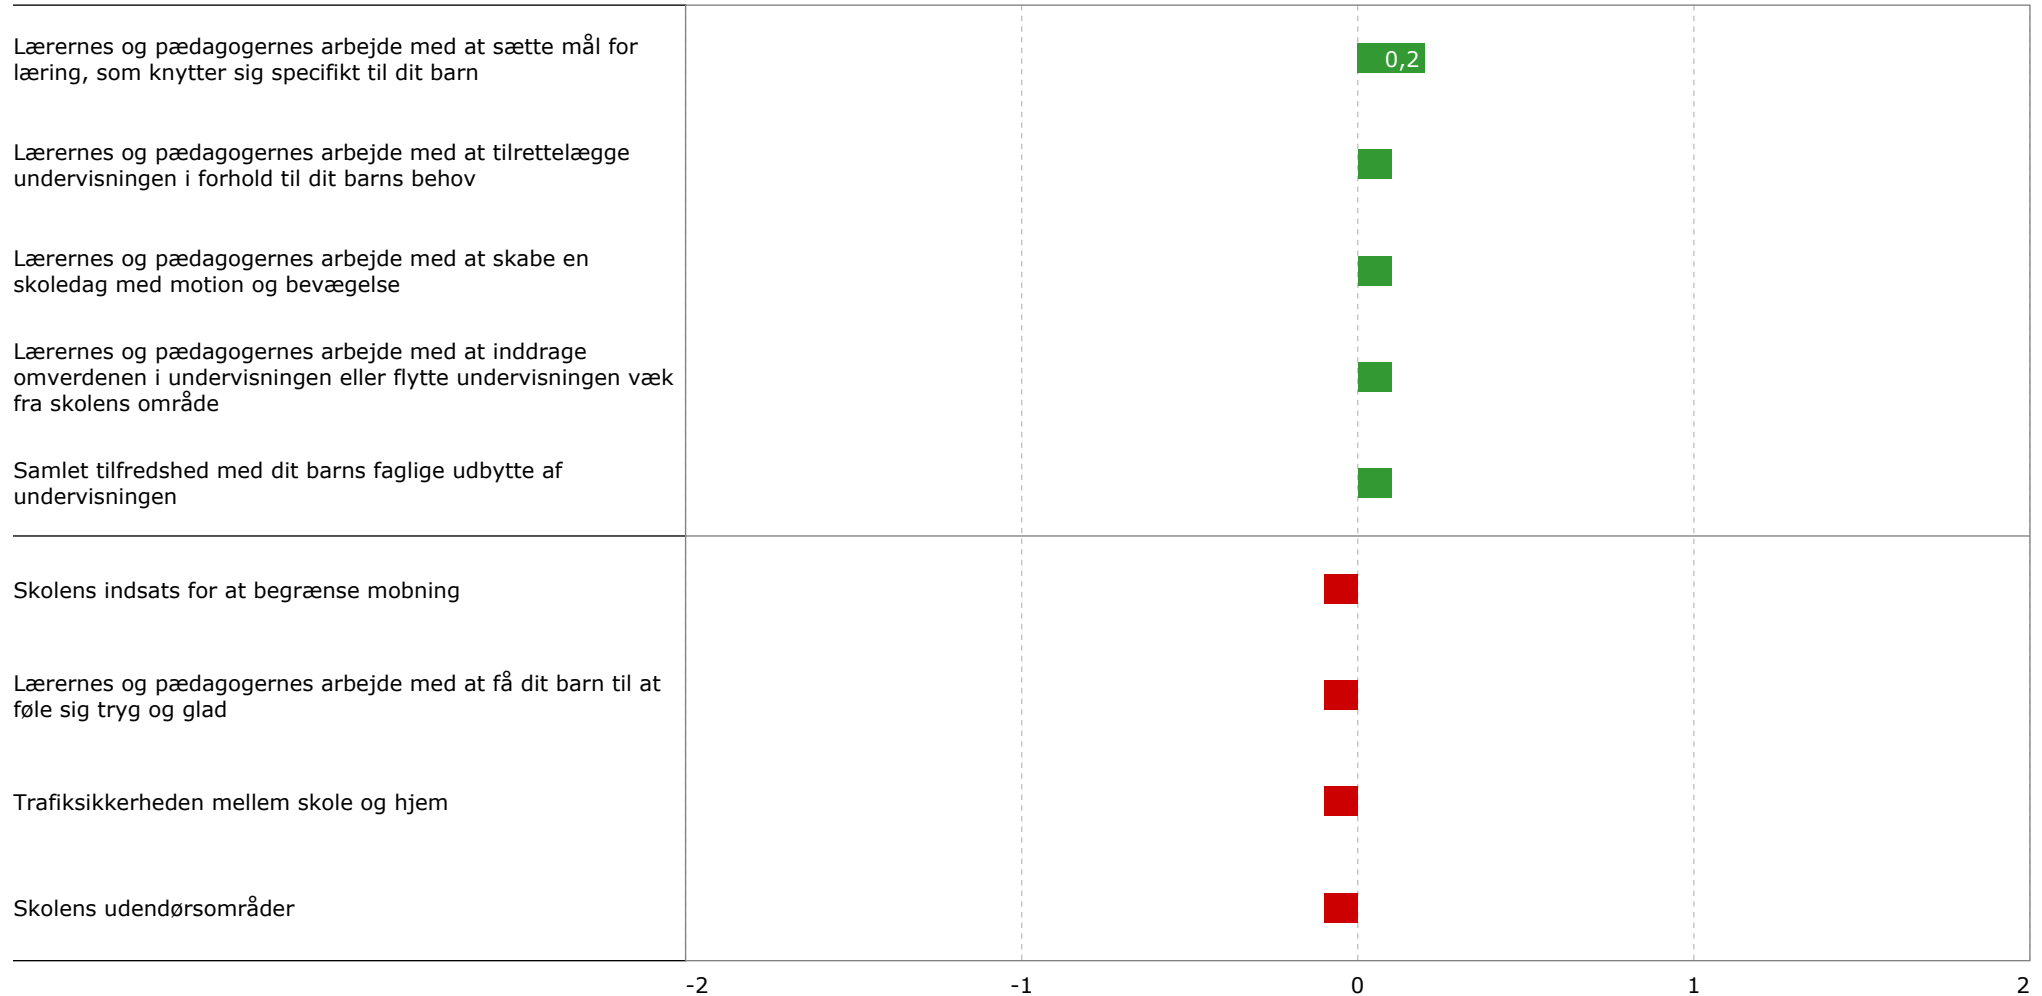 Lærernes og pædagogernes arbejde med at sætte mål for
læring, som knytter sig specifikt til dit barn
0,2
Lærernes og pædagogernes arbejde med at tilrettelægge
undervisningen i forhold til dit barns behov
Lærernes og pædagogernes arbejde med at skabe en
skoledag med motion og bevægelse
Lærernes og pædagogernes arbejde med at inddrage
omverdenen i undervisningen eller flytte undervisningen væk
fra skolens område
Samlet tilfredshed med dit barns faglige udbytte af
undervisningen
Skolens indsats for at begrænse mobning
Lærernes og pædagogernes arbejde med at få dit barn til at
føle sig tryg og glad
Trafiksikkerheden mellem skole og hjem
Skolens udendørsområder
-2 -1 0 1 2